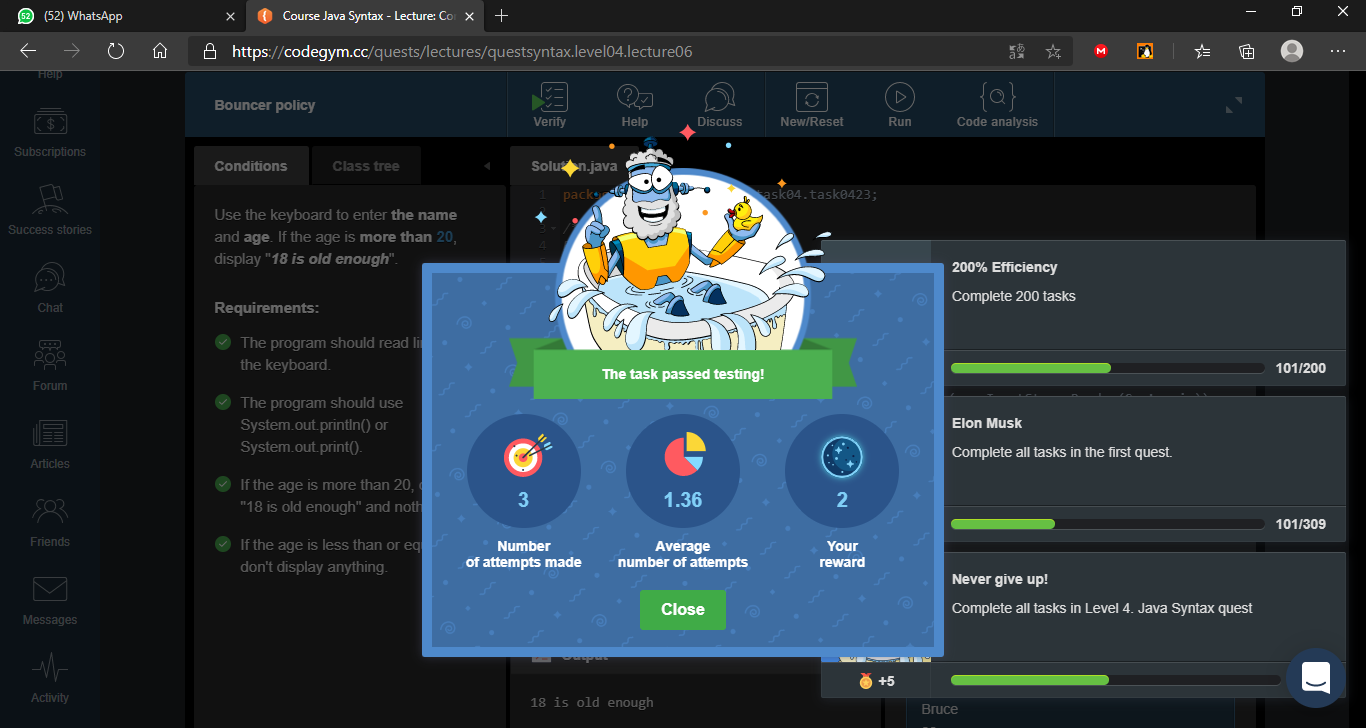 (52) WhatsApp
Course Java Syntax - Lecture: Co
https://codegym.cc/quests/lectures/questsyntax.level04.lecture06
Help
Subscriptions
Success stories
Chat
Forum
Articles
Friends
Messages
Activity
Bouncer policy
Verify
Help
Discuss
New/Reset
Run
Code analysis
Conditions
Class tree
Use the keyboard to enter the name
and age. If the age is more than 20,
display "18 is old enough".
Requirements:
The program should read
the keyboard.
The program should use
System.out.println() or
System.out.print().
If the age is more than 20,
"18 is old enough" and
If the age is less than or
don't display anything.
.java
1
task04.task0423;
The task passed testing!
3
Number
of attempts made
1.36
Average
number of attempts
2
Your
reward
Close
200% Efficiency
Complete 200 tasks
101/200
Elon Musk
Complete all tasks in the first quest.
101/309
Never give up!
Complete all tasks in Level 4. Java Syntax quest
+5
Output
18 is old enough
Bruce